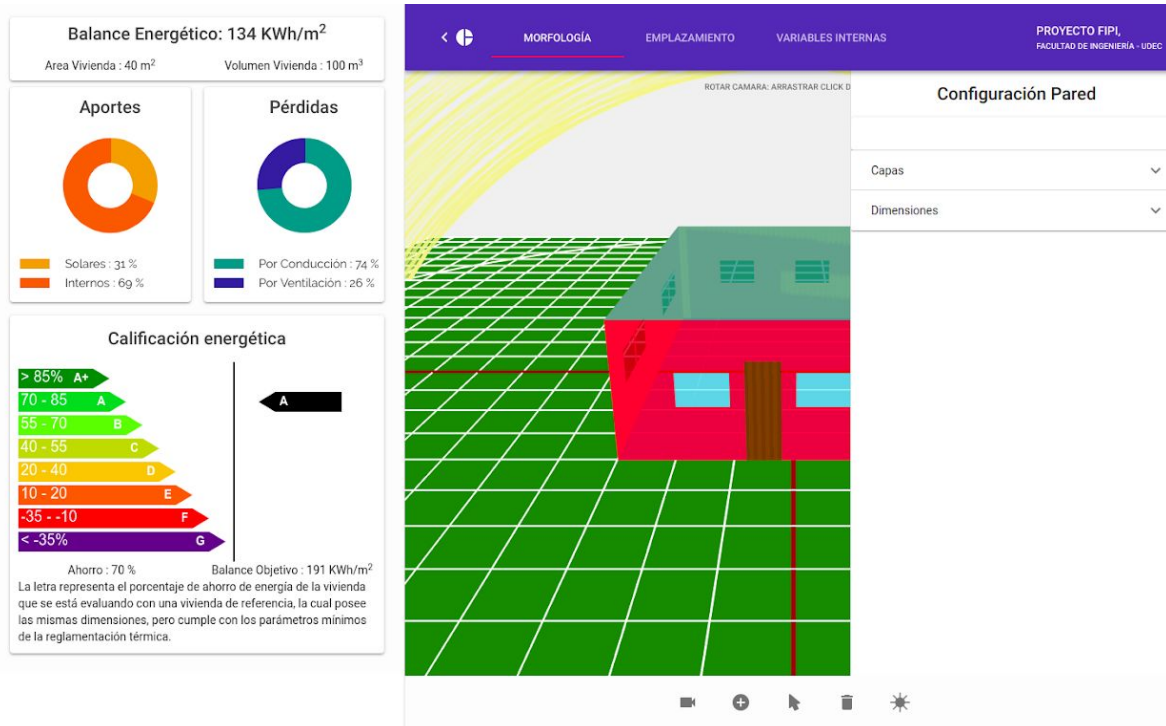 Balance Energético: 134 KWh/m²
Area Vivienda : 40 m²
Volumen Vivienda : 100 m³
Aportes
Solares : 31 %
Internos : 69 %
Pérdidas
Por Conducción : 74 %
Por Ventilación : 26 %
Calificación energética
> 85% A+
70 - 85 A
55 - 70 B
40 - 55 C
20 - 40 D
10 - 20 E
-35 - -10 F
< -35% G
A
Ahorro : 70 %
Balance Objetivo : 191 KWh/m²
La letra representa el porcentaje de ahorro de energía de la vivienda
que se está evaluando con una vivienda de referencia, la cual posee
las mismas dimensiones, pero cumple con los parámetros mínimos
de la reglamentación térmica.
MORFOLOGÍA
EMPLAZAMIENTO
VARIABLES INTERNAS
PROYECTO FIPI,
FACULTAD DE INGENIERÍA - UDEC
ROTAR CAMARA: ARRASTRAR CLICK D
Configuración Pared
Capas
Dimensiones